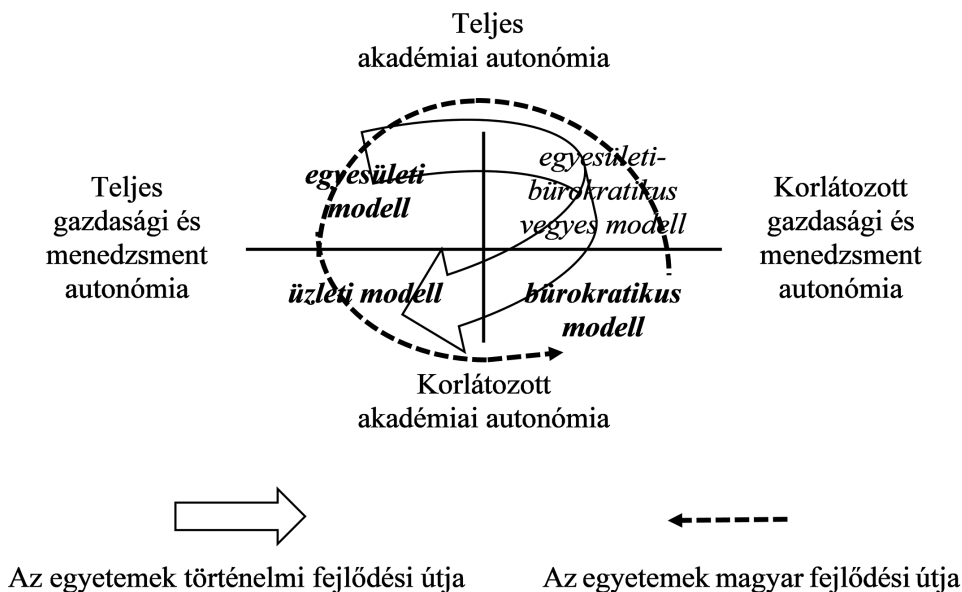 Teljes
akadémiai autonómia
Teljes
gazdasági és
menedzsment
autonómia
egyesületi
modell
egyesületi-
bürokratikus
vegyes modell
Korlátozott
gazdasági és
menedzsment
autonómia
üzleti modell
bürokratikus
modell
Korlátozott
akadémiai autonómia
Az egyetemek történelmi fejlődési útja
Az egyetemek magyar fejlődési útja